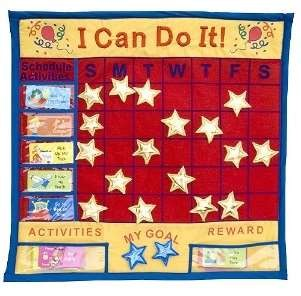 I Can Do It!
Schedule
Activities
S M T W T F S
ACTIVITIES MY GOAL REWARD